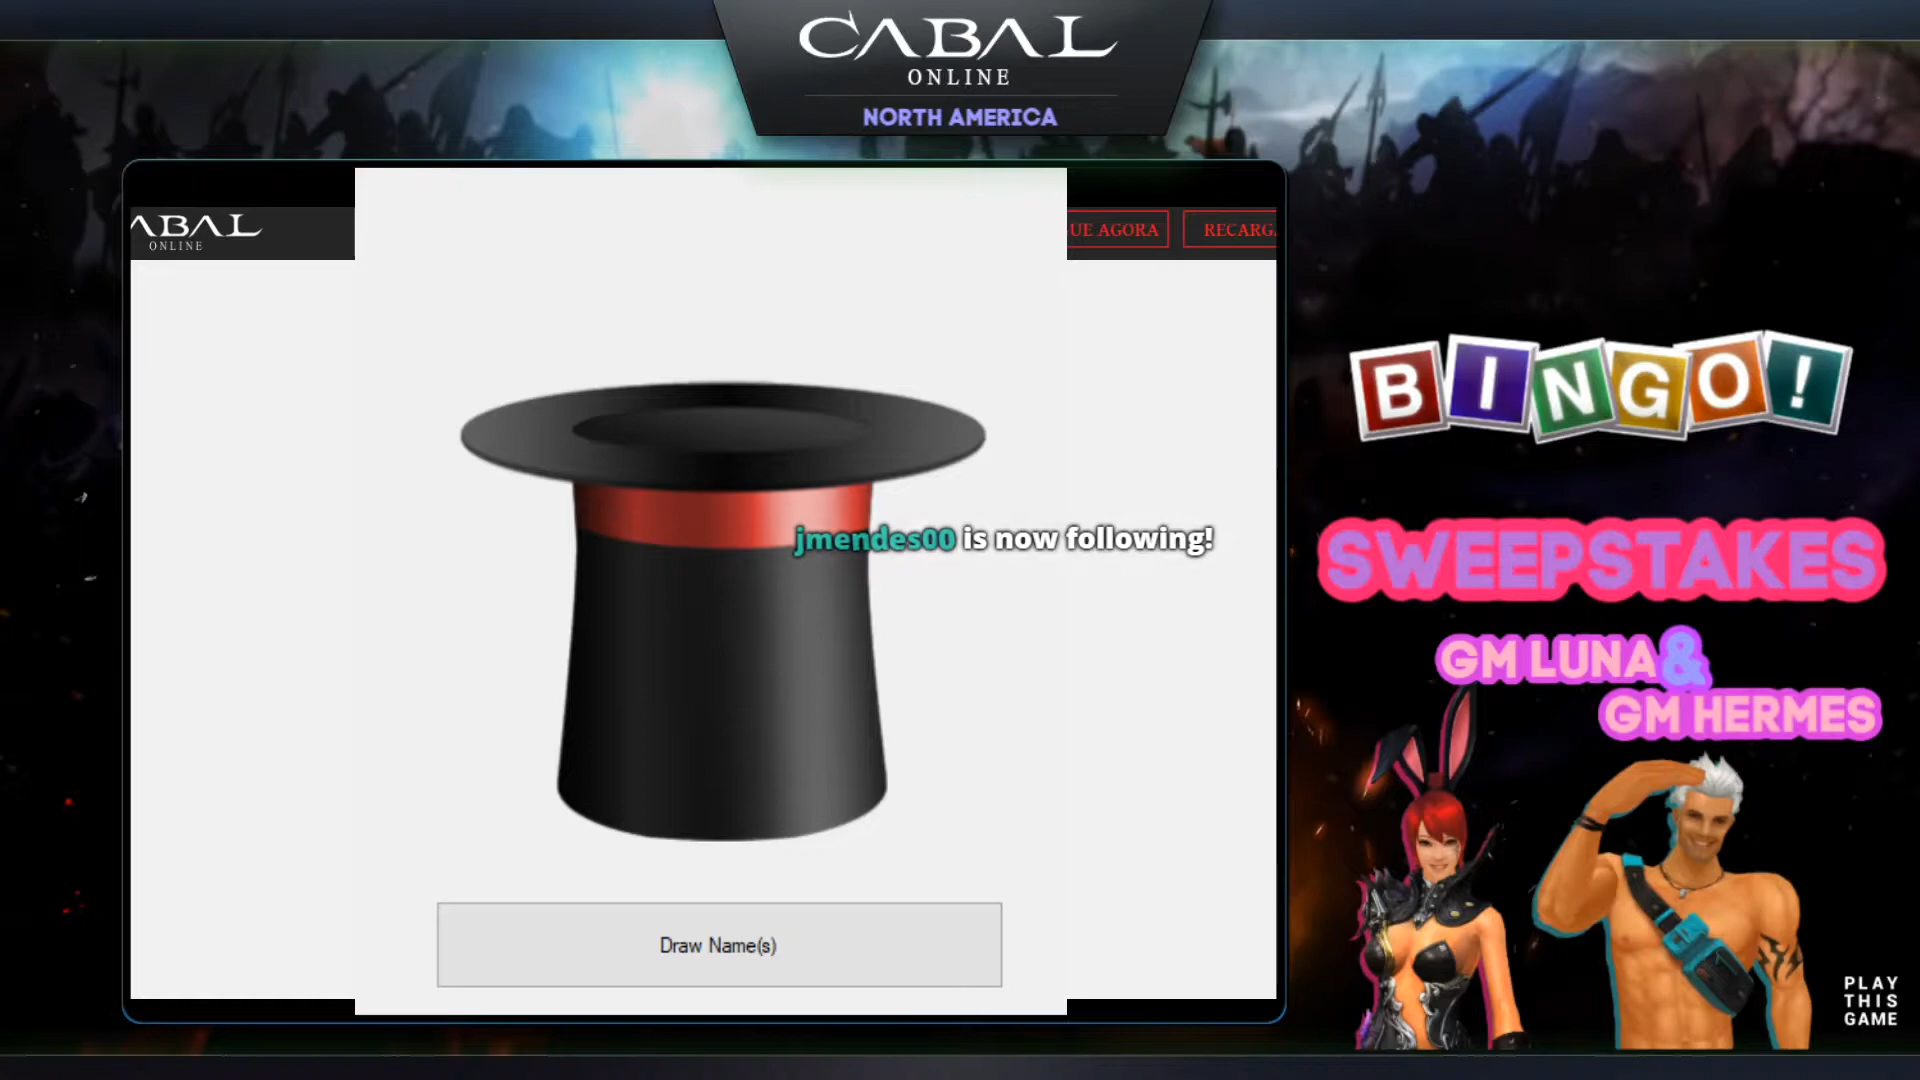 CABAL
ONLINE
NORTH AMERICA
ABAL
ONLINE
UE AGORA
RECARGA
BINGO!
jmendes00 is now following!
SWEEPSTAKES
GM LUNA &
GM HERMES
Draw Name(s)
PLAY
THIS
GAME